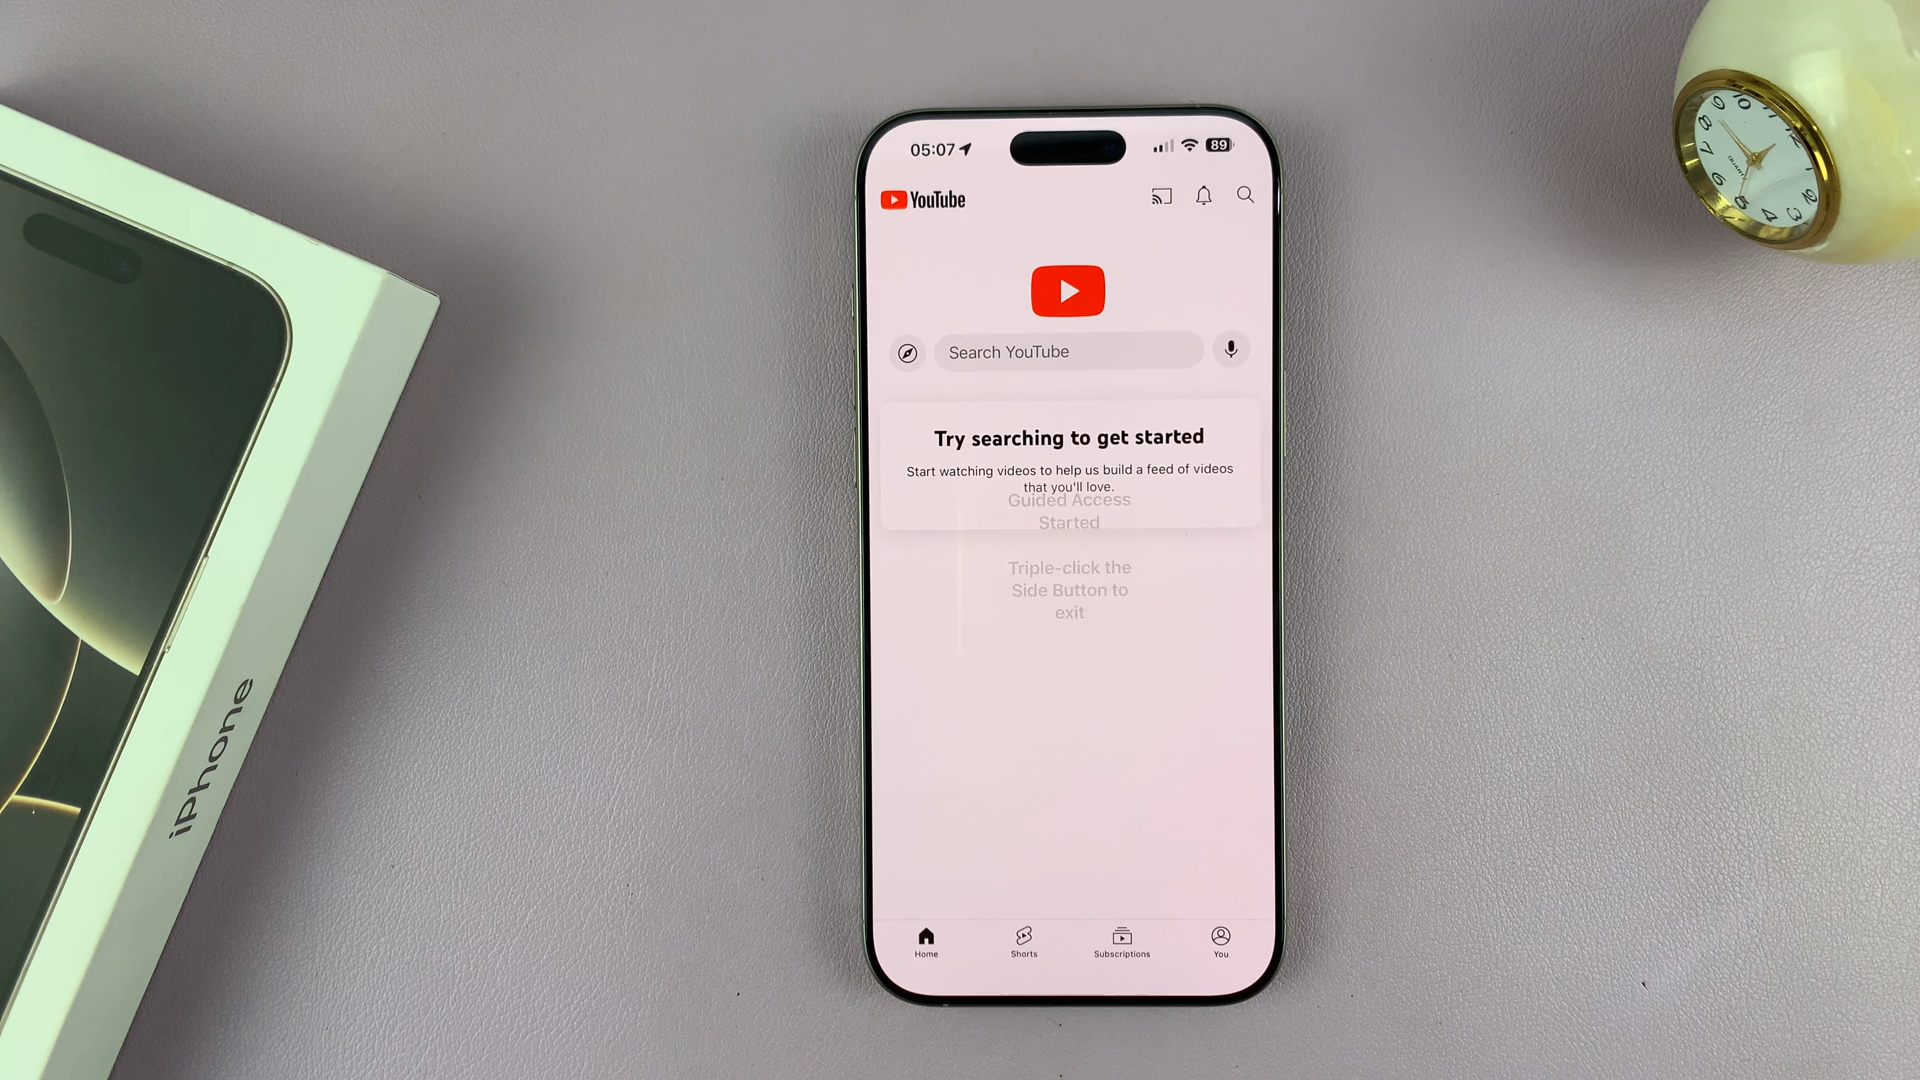 05:07
89
YouTube
Search YouTube
Try searching to get started
Start watching videos to help us build a feed of videos
that you'll love.
Guided Access
Started
Triple-click the
Side Button to
exit
Home
Shorts
Subscriptions
You
iPhone
QUARTZ